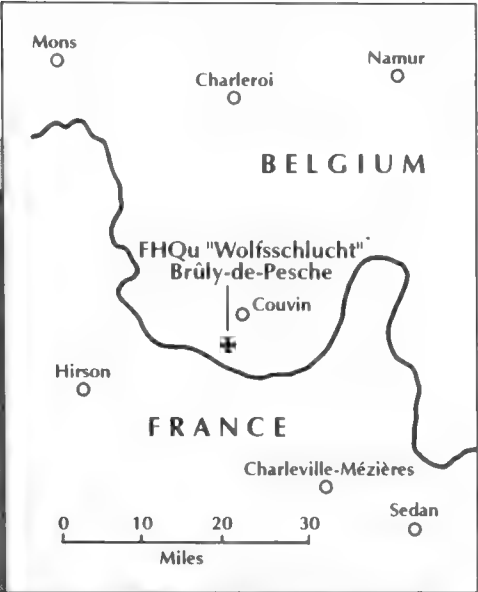 Mons
Namur
Charleroi
BELGIUM
FHQu "Wolfsschlucht"
Brûly-de-Pesche
Couvin
Hirson
FRANCE
Charleville-Mézières
Sedan
0 10 20 30
Miles